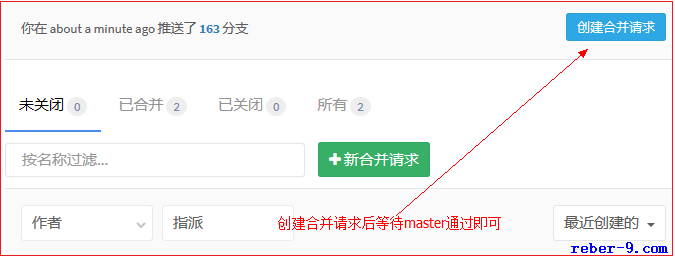 你在 about a minute ago 推送了 163 分支
创建合并请求
未关闭 0 已合并 2 已关闭 0 所有 2
按名称过滤...
新合并请求
作者
指派
创建合并请求后等待master通过即可
最近创建的
reber-9.com